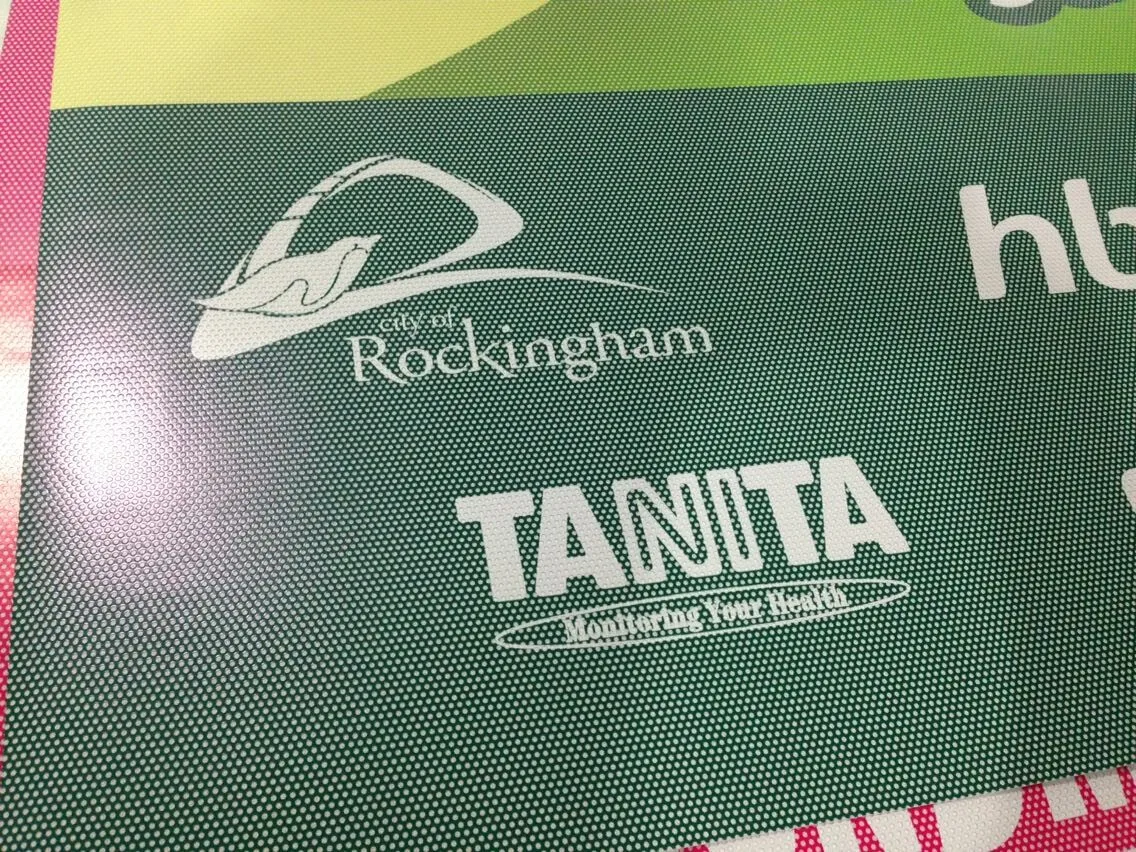 city of
Rockingham
TANITA
Monitoring Your Health